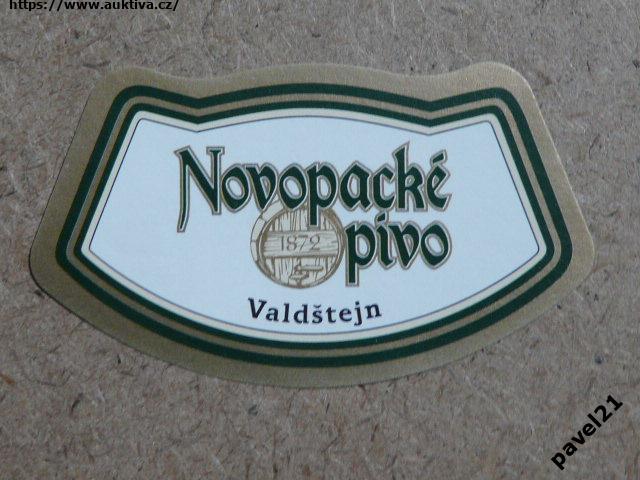 https://www.auktiva.cz/
Novopacké
1872
pivo
Valdštejn
pavel21